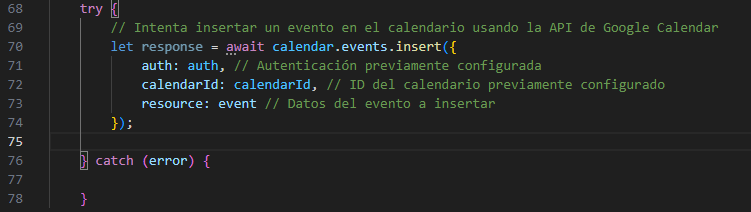 68 try {
69 // Intenta insertar un evento en el calendario usando la API de Google Calendar
70 let response = await calendar.events.insert({
71 auth: auth, // Autenticación previamente configurada
72 calendarId: calendarId, // ID del calendario previamente configurado
73 resource: event // Datos del evento a insertar
74 });
75
76 } catch (error) {
77
78 }